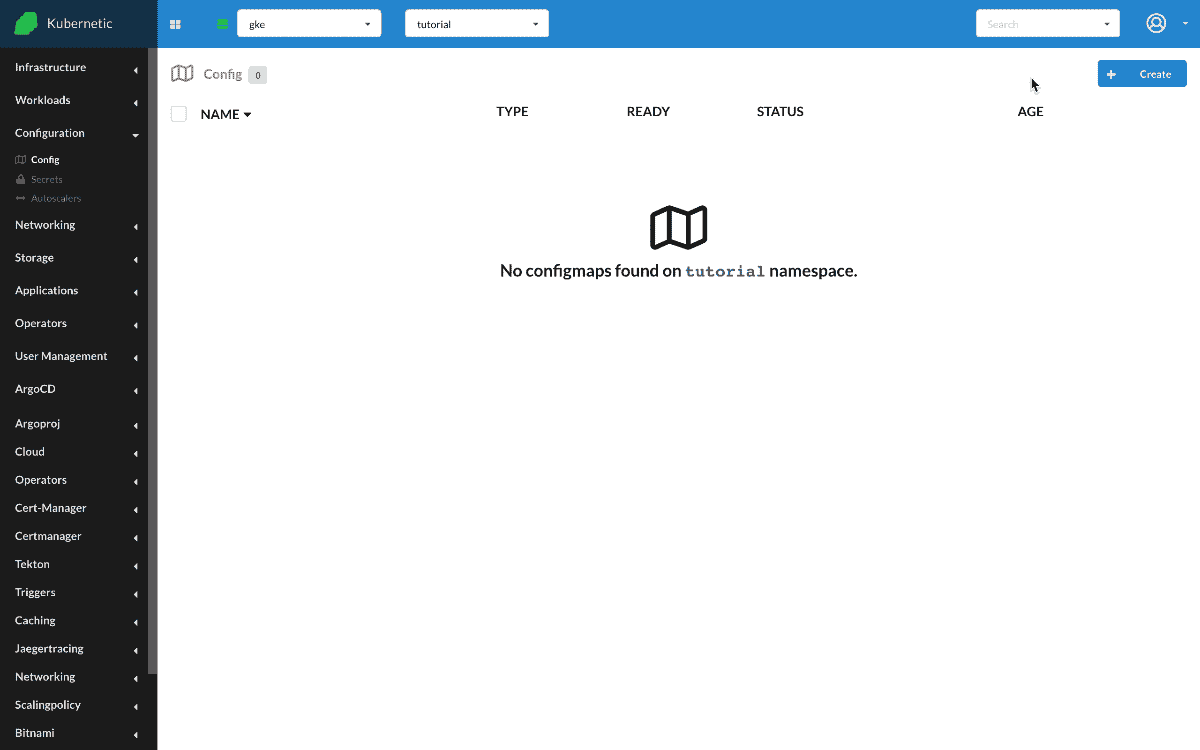 Kubernetic
gke
tutorial
Search
Infrastructure
Workloads
Configuration
Config
Secrets
Autoscalers
Networking
Storage
Applications
Operators
User Management
ArgoCD
Argoproj
Cloud
Operators
Cert-Manager
Certmanager
Tekton
Triggers
Caching
Jaegertracing
Networking
Scalingpolicy
Bitnami
Config 0
Create
NAME TYPE READY STATUS AGE
No configmaps found on tutorial namespace.